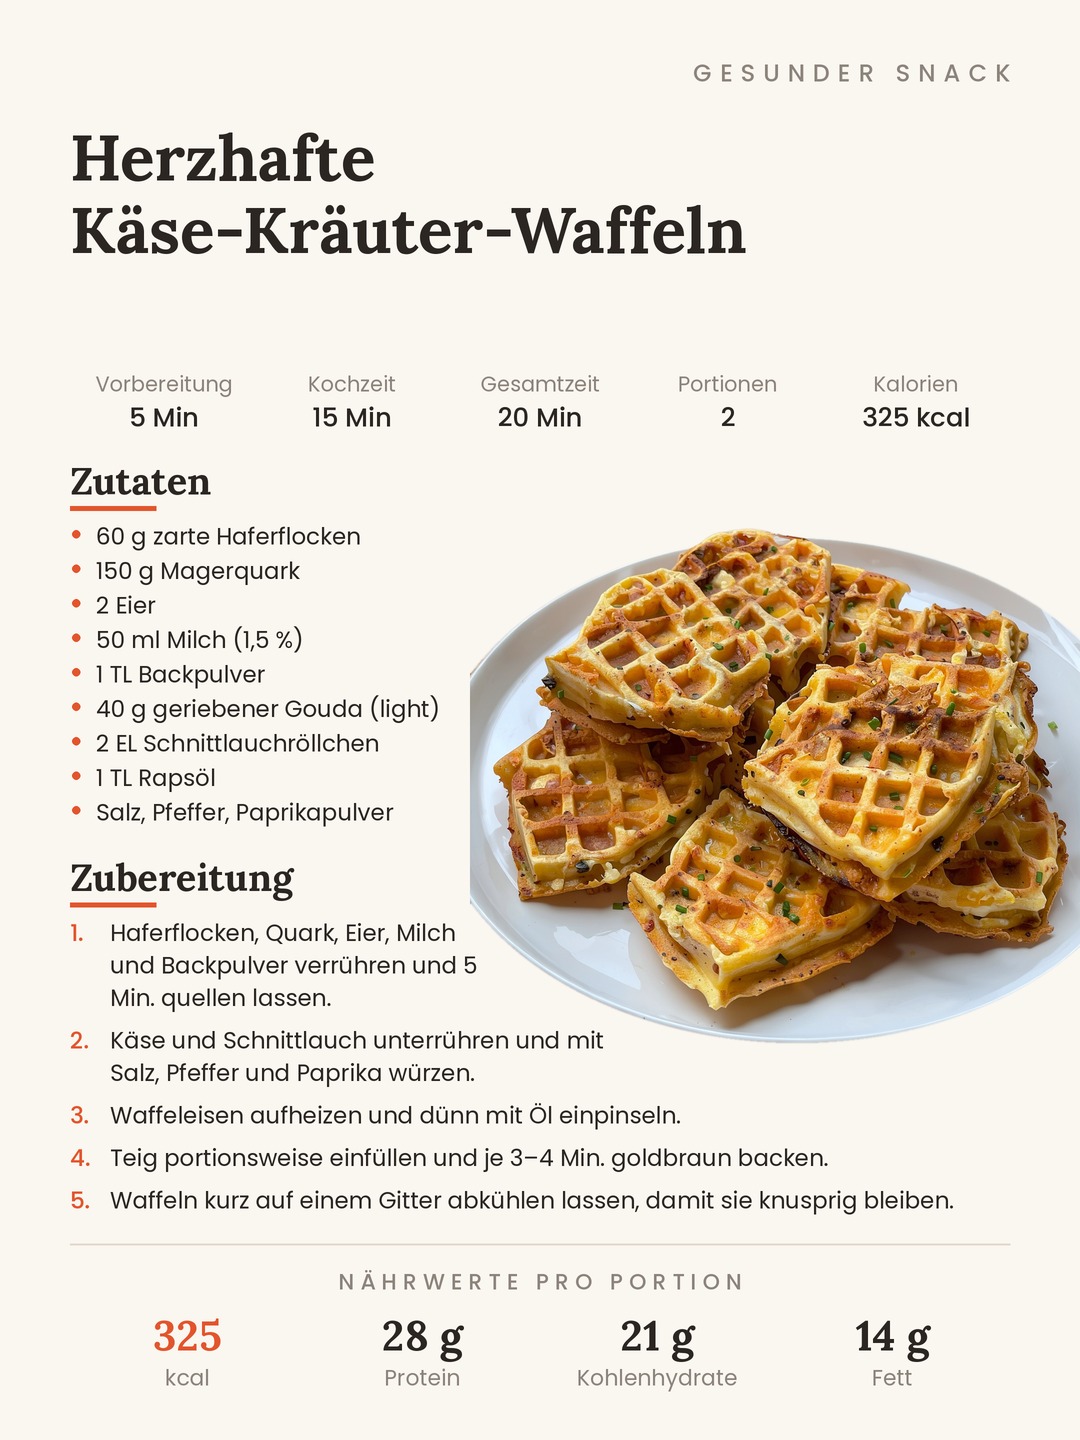 GESUNDER SNACK
Herzhafte
Käse-Kräuter-Waffeln
Vorbereitung
5 Min
Kochzeit
15 Min
Gesamtzeit
20 Min
Portionen
2
Kalorien
325 kcal
Zutaten
• 60 g zarte Haferflocken
• 150 g Magerquark
• 2 Eier
• 50 ml Milch (1,5 %)
• 1 TL Backpulver
• 40 g geriebener Gouda (light)
• 2 EL Schnittlauchröllchen
• 1 TL Rapsöl
• Salz, Pfeffer, Paprikapulver
Zubereitung
1. Haferflocken, Quark, Eier, Milch
und Backpulver verrühren und 5
Min. quellen lassen.
2. Käse und Schnittlauch unterrühren und mit
Salz, Pfeffer und Paprika würzen.
3. Waffeleisen aufheizen und dünn mit Öl einpinseln.
4. Teig portionsweise einfüllen und je 3–4 Min. goldbraun backen.
5. Waffeln kurz auf einem Gitter abkühlen lassen, damit sie knusprig bleiben.
NÄHRWERTE PRO PORTION
325
kcal
28 g
Protein
21 g
Kohlenhydrate
14 g
Fett